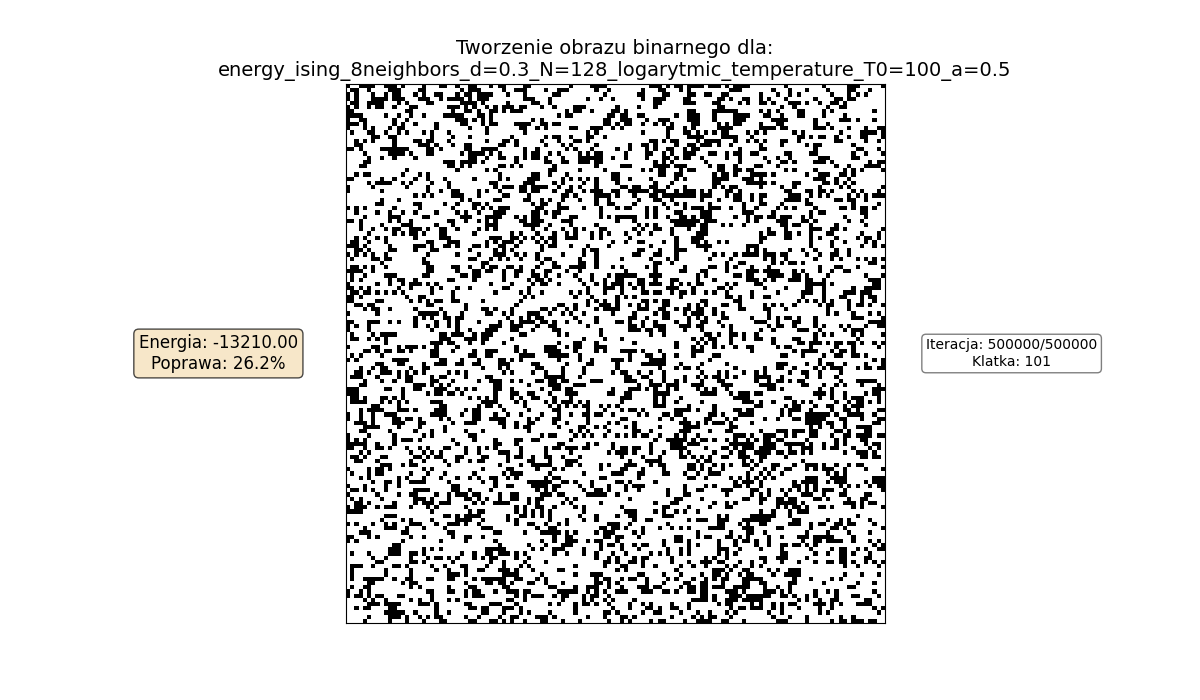 Tworzenie obrazu binarnego dla:
energy_ising_8neighbors_d=0.3_N=128_logarytmic_temperature_T0=100_a=0.5
Energia: -13210.00
Poprawa: 26.2%
Iteracja: 500000/500000
Klatka: 101